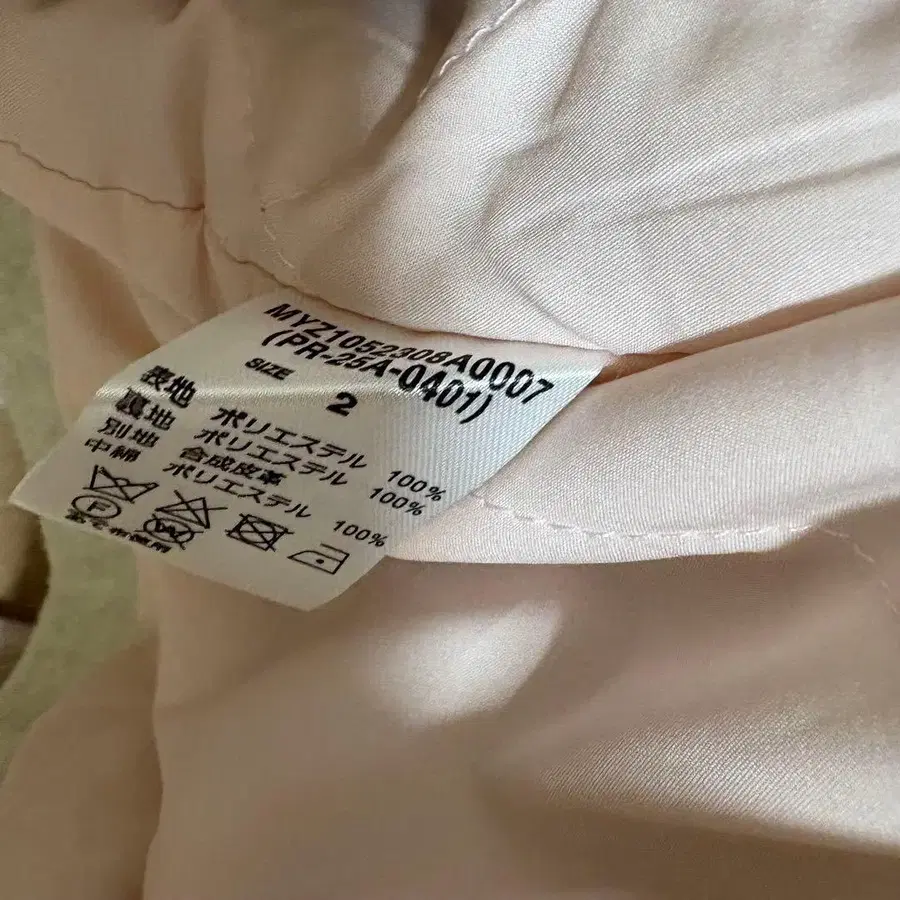 MYZ1052308A0007
(PR-25A-0401)
SIZE
2
表地 ポリエステル 100%
裏地 ポリエステル 100%
別地 合成皮革
中綿 ポリエステル 100%
F